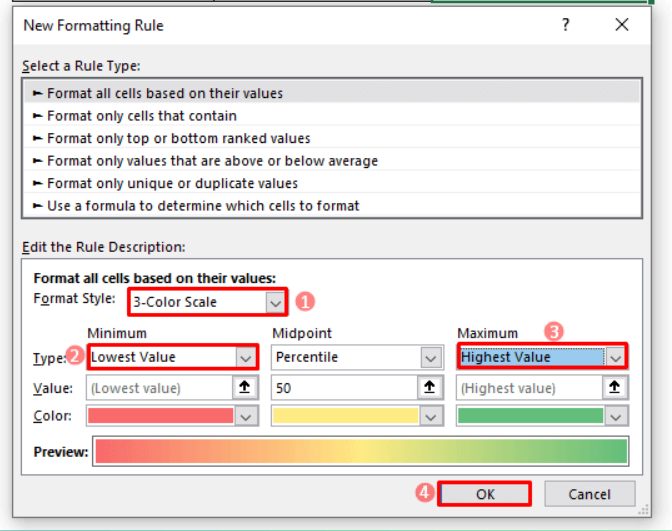 New Formatting Rule ? ×
Select a Rule Type:
► Format all cells based on their values
► Format only cells that contain
► Format only top or bottom ranked values
► Format only values that are above or below average
► Format only unique or duplicate values
► Use a formula to determine which cells to format
Edit the Rule Description:
Format all cells based on their values:
Format Style: 3-Color Scale 1
Minimum Midpoint Maximum 3
Type: 2 Lowest Value Percentile Highest Value
Value: (Lowest value) 50 (Highest value)
Color:
Preview:
4 OK Cancel